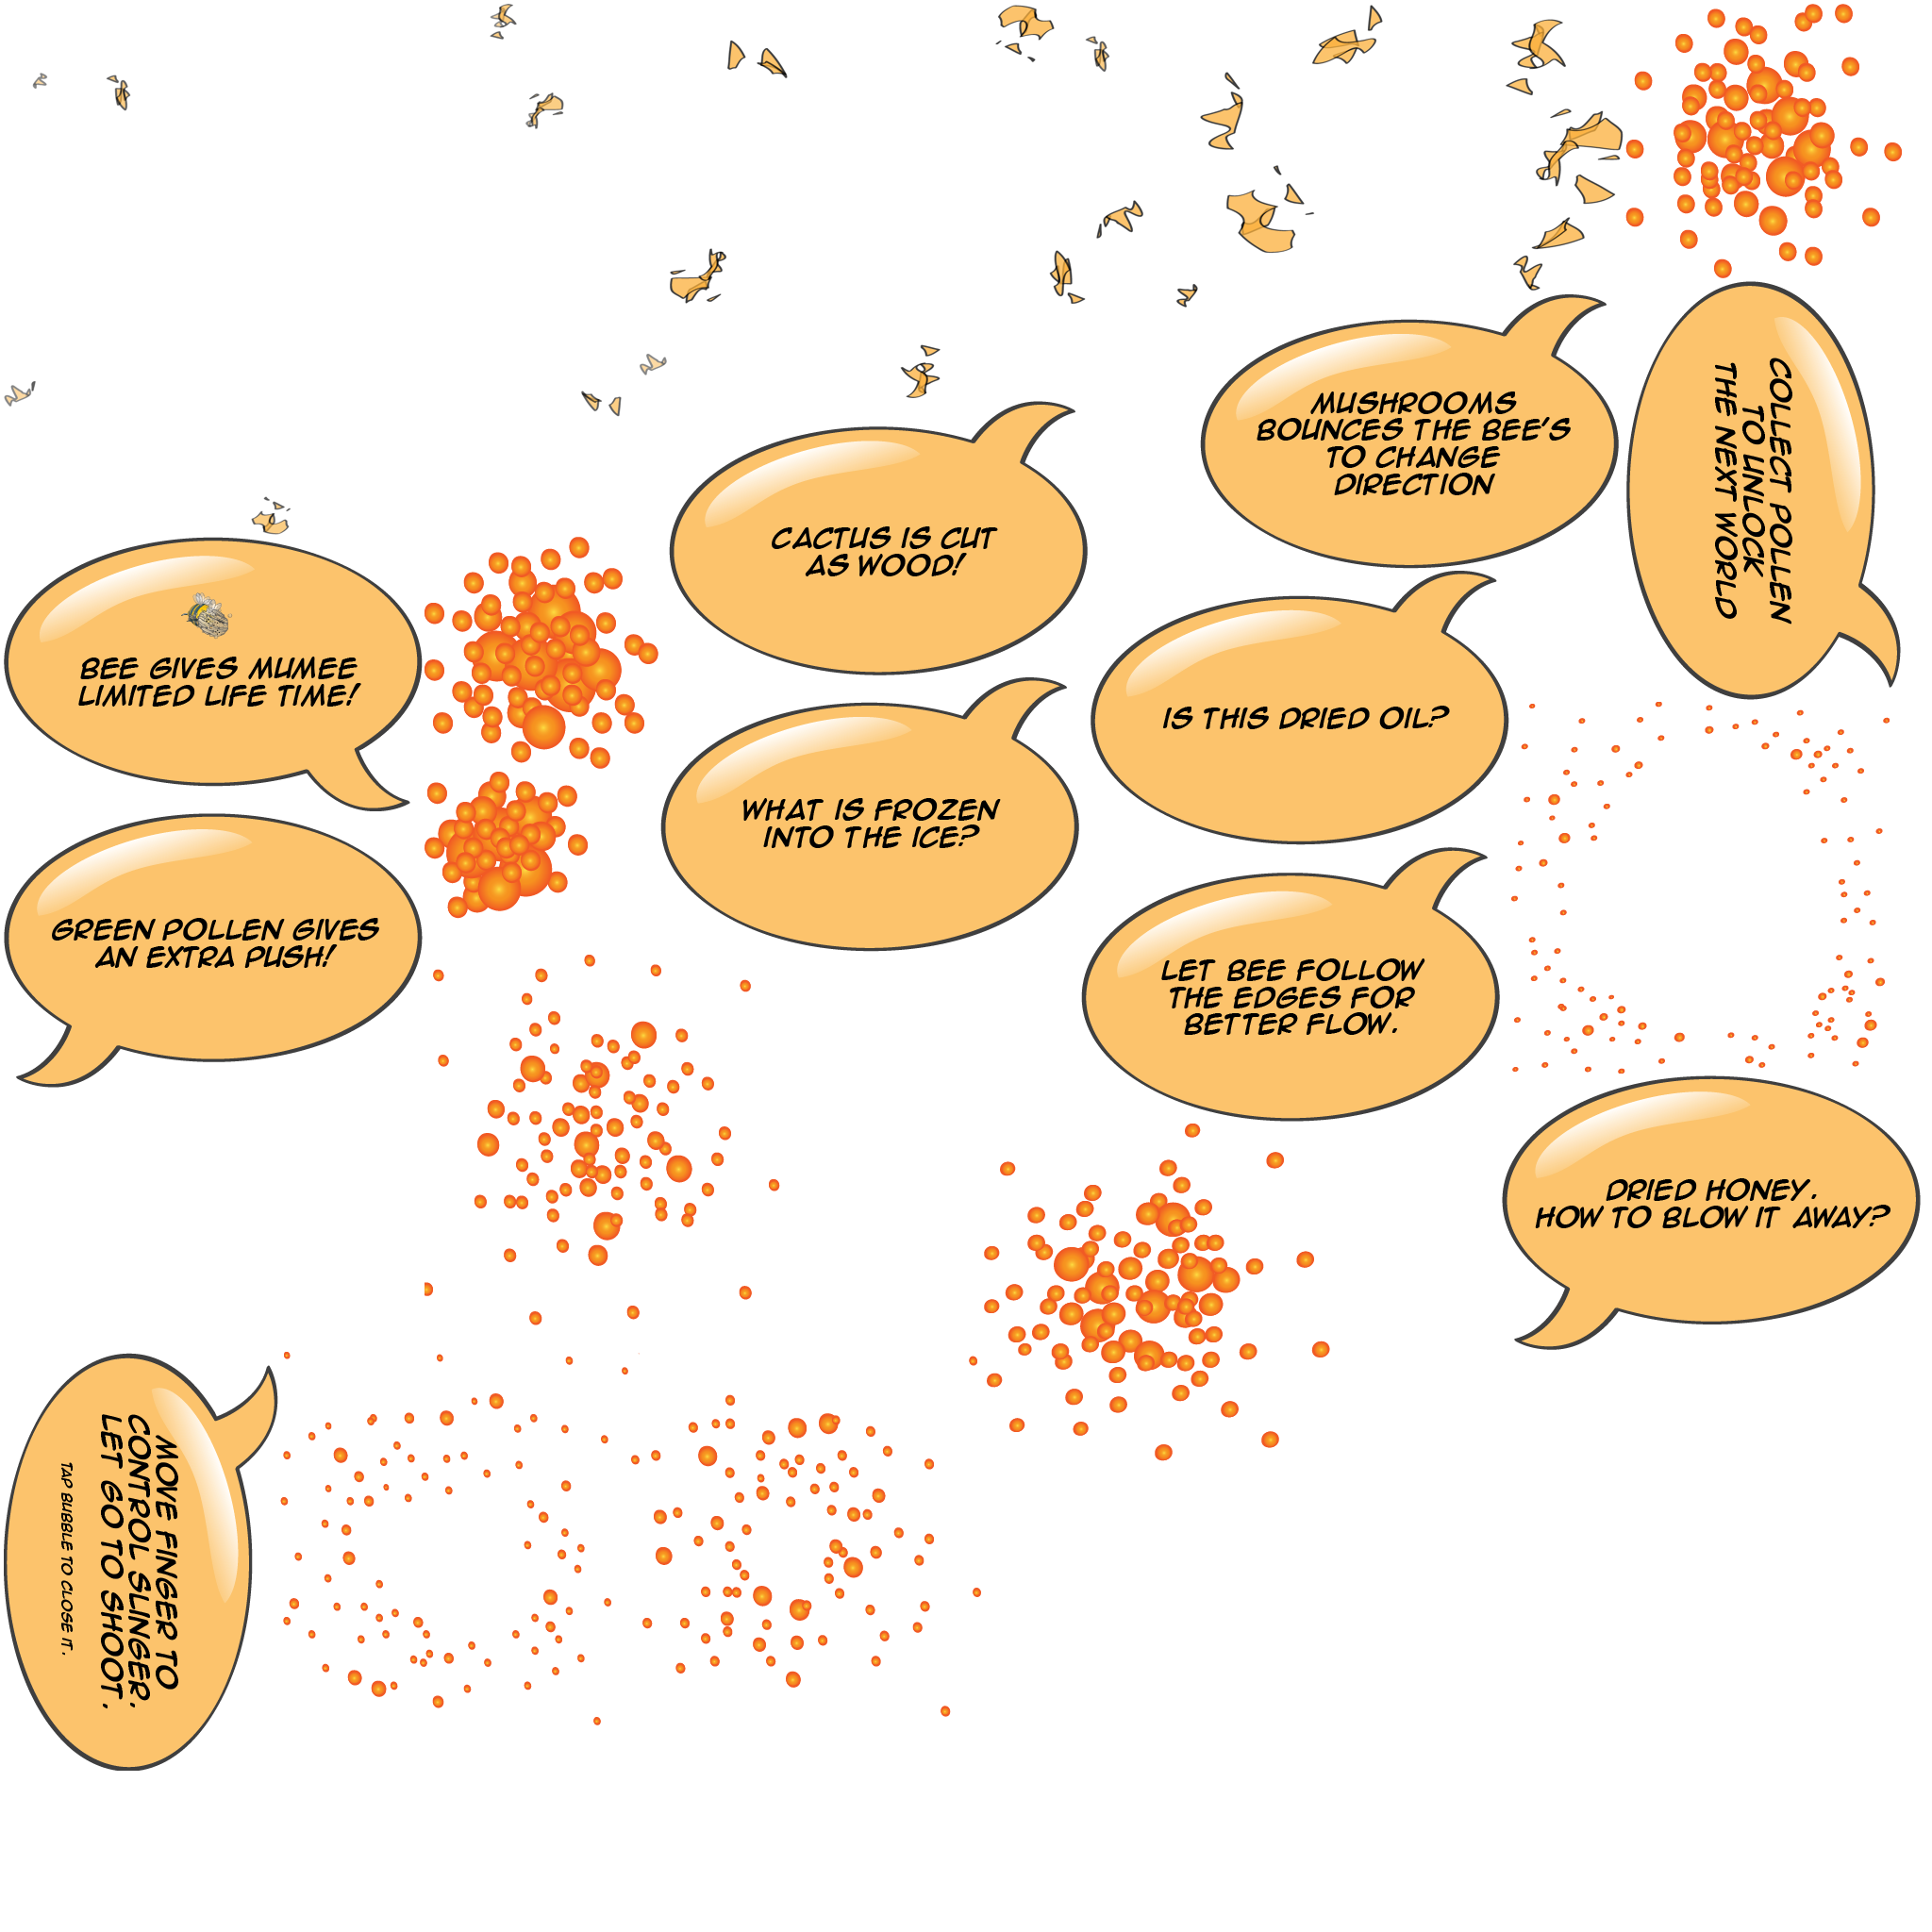 MUSHROOMS
BOUNCES THE BEE'S
TO CHANGE
DIRECTION
COLLECT POLLEN
TO UNLOCK
THE NEXT WORLD
CACTUS IS CUT
AS WOOD!
BEE GIVES MUMEE
LIMITED LIFE TIME!
IS THIS DRIED OIL?
WHAT IS FROZEN
INTO THE ICE?
GREEN POLLEN GIVES
AN EXTRA PUSH!
LET BEE FOLLOW
THE EDGES FOR
BETTER FLOW.
DRIED HONEY.
HOW TO BLOW IT AWAY?
MOVE FINGER TO
CONTROL SLINGER.
LET GO TO SHOOT.
TAP BUBBLE TO CLOSE IT.